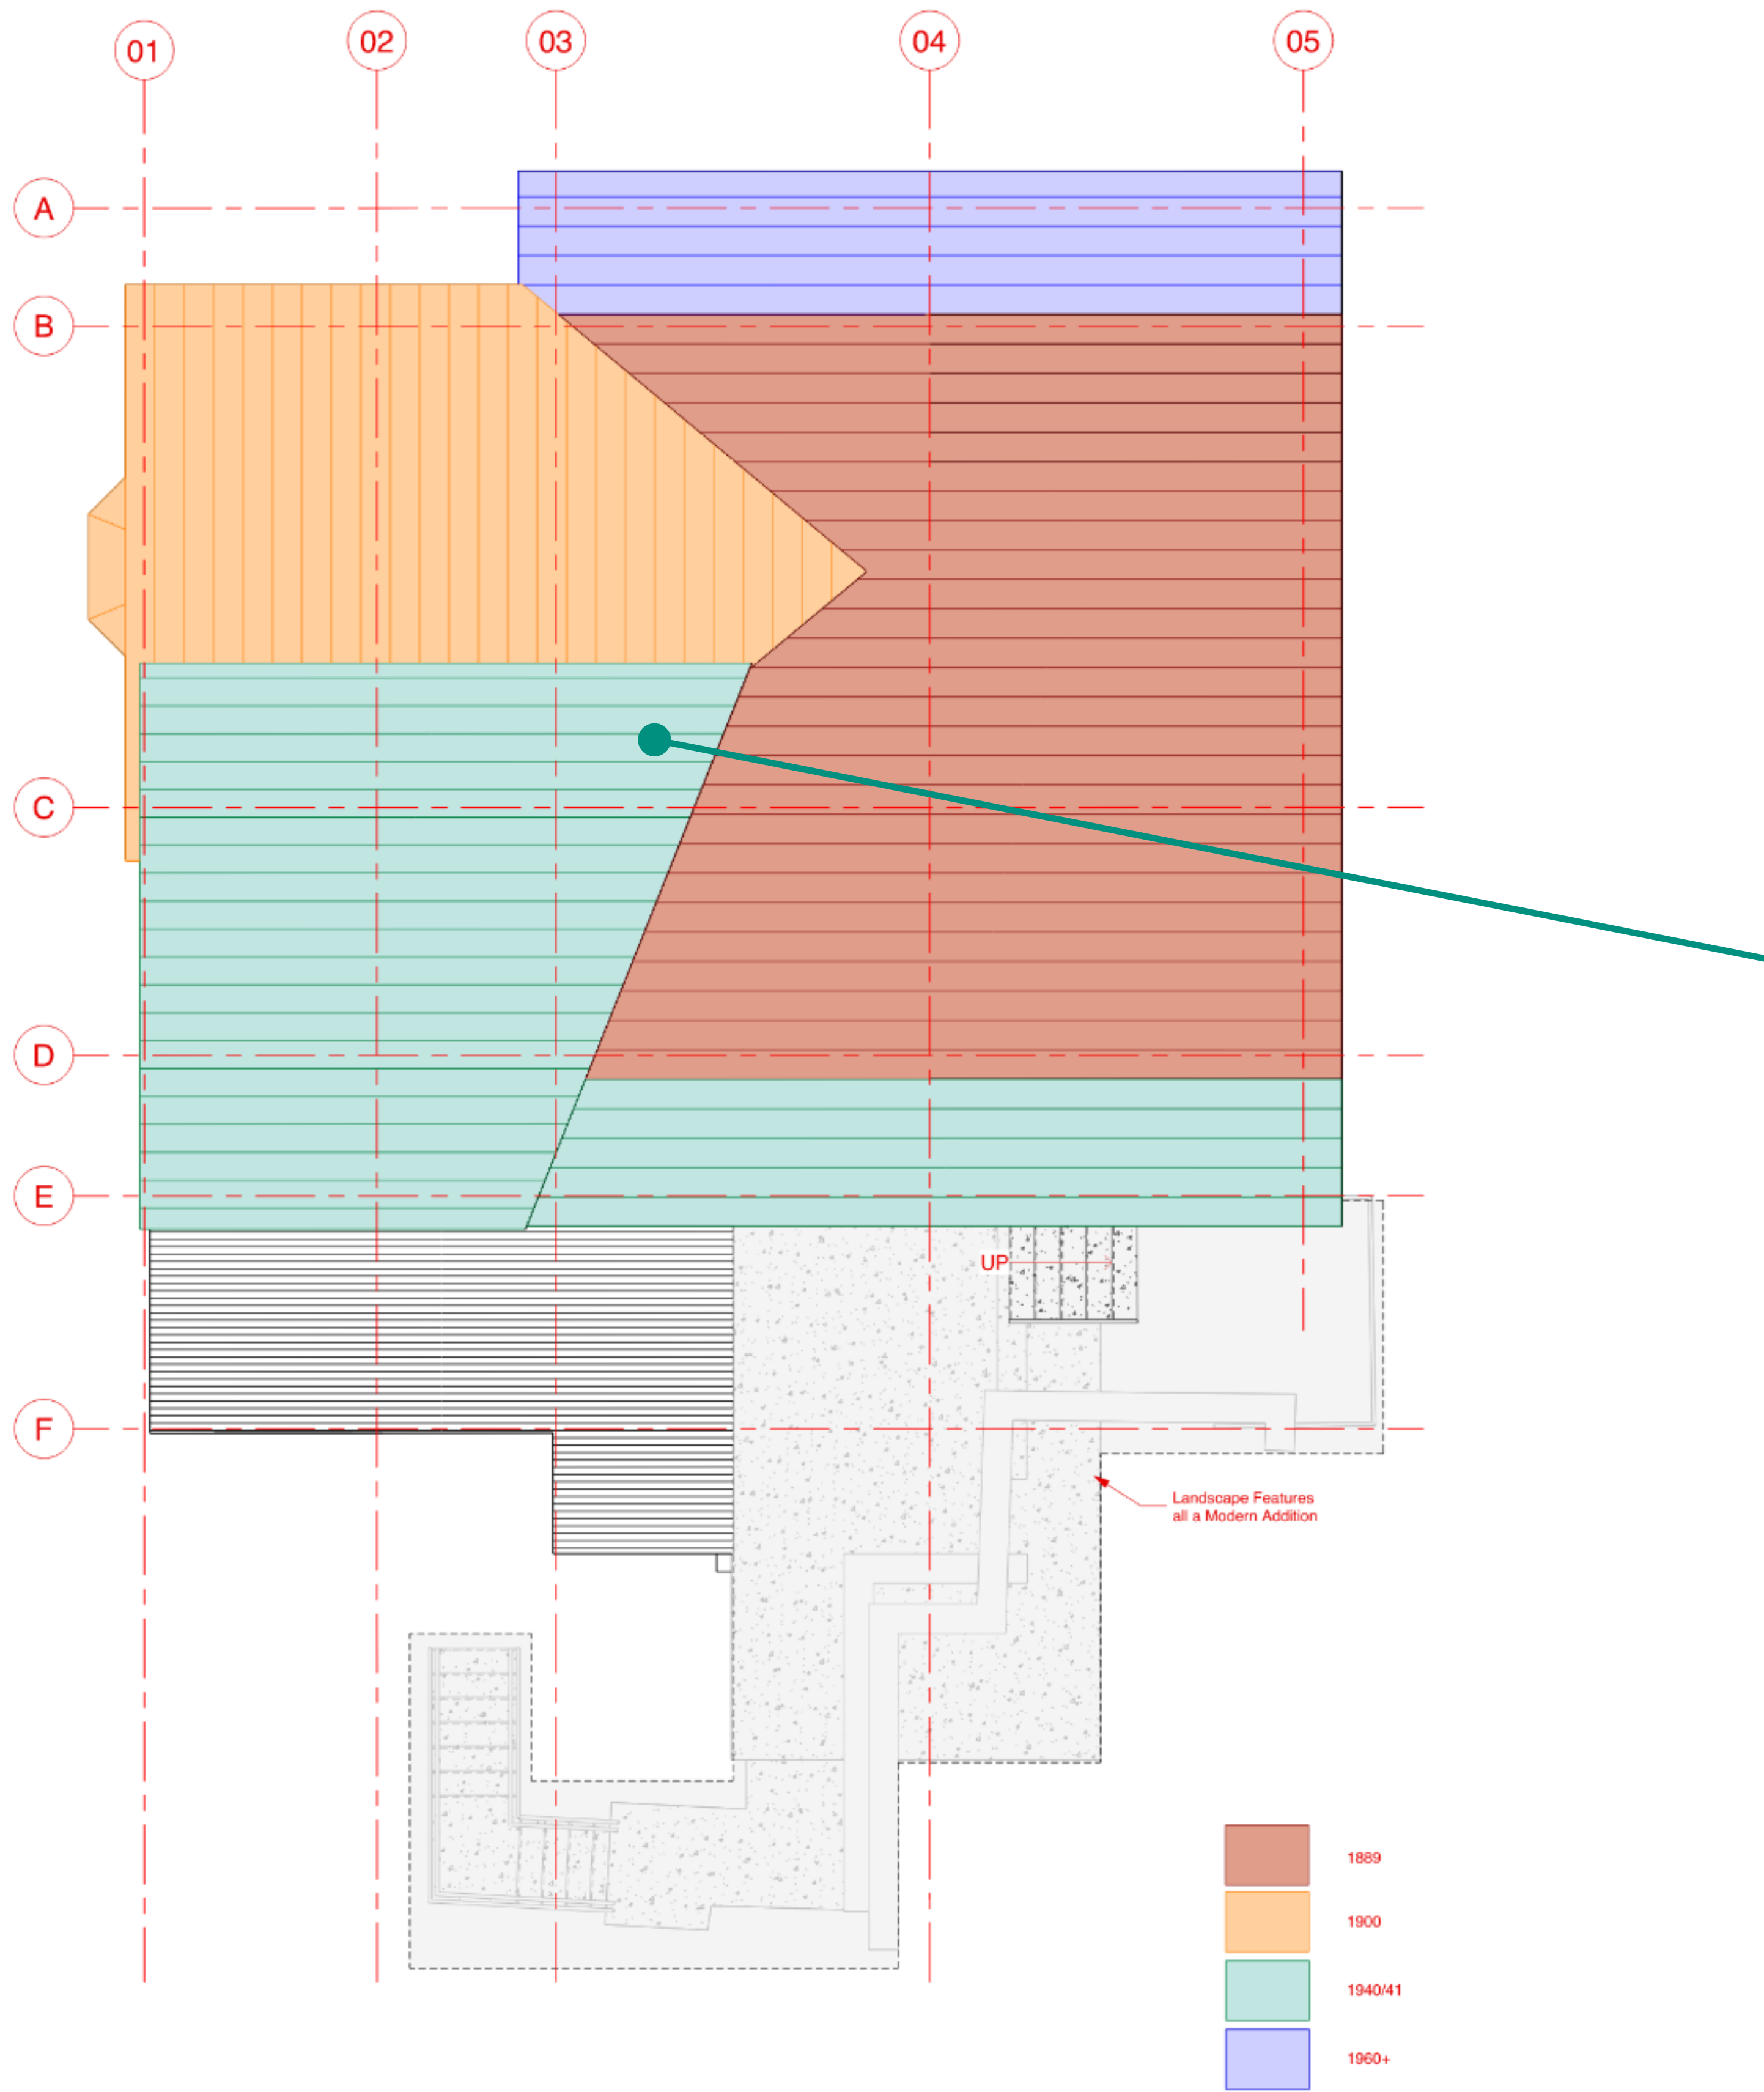 01
02
03
04
05
A
B
C
D
E
UP
F
Landscape Features
all a Modern Addition
1889
1900
1940/41
1960+